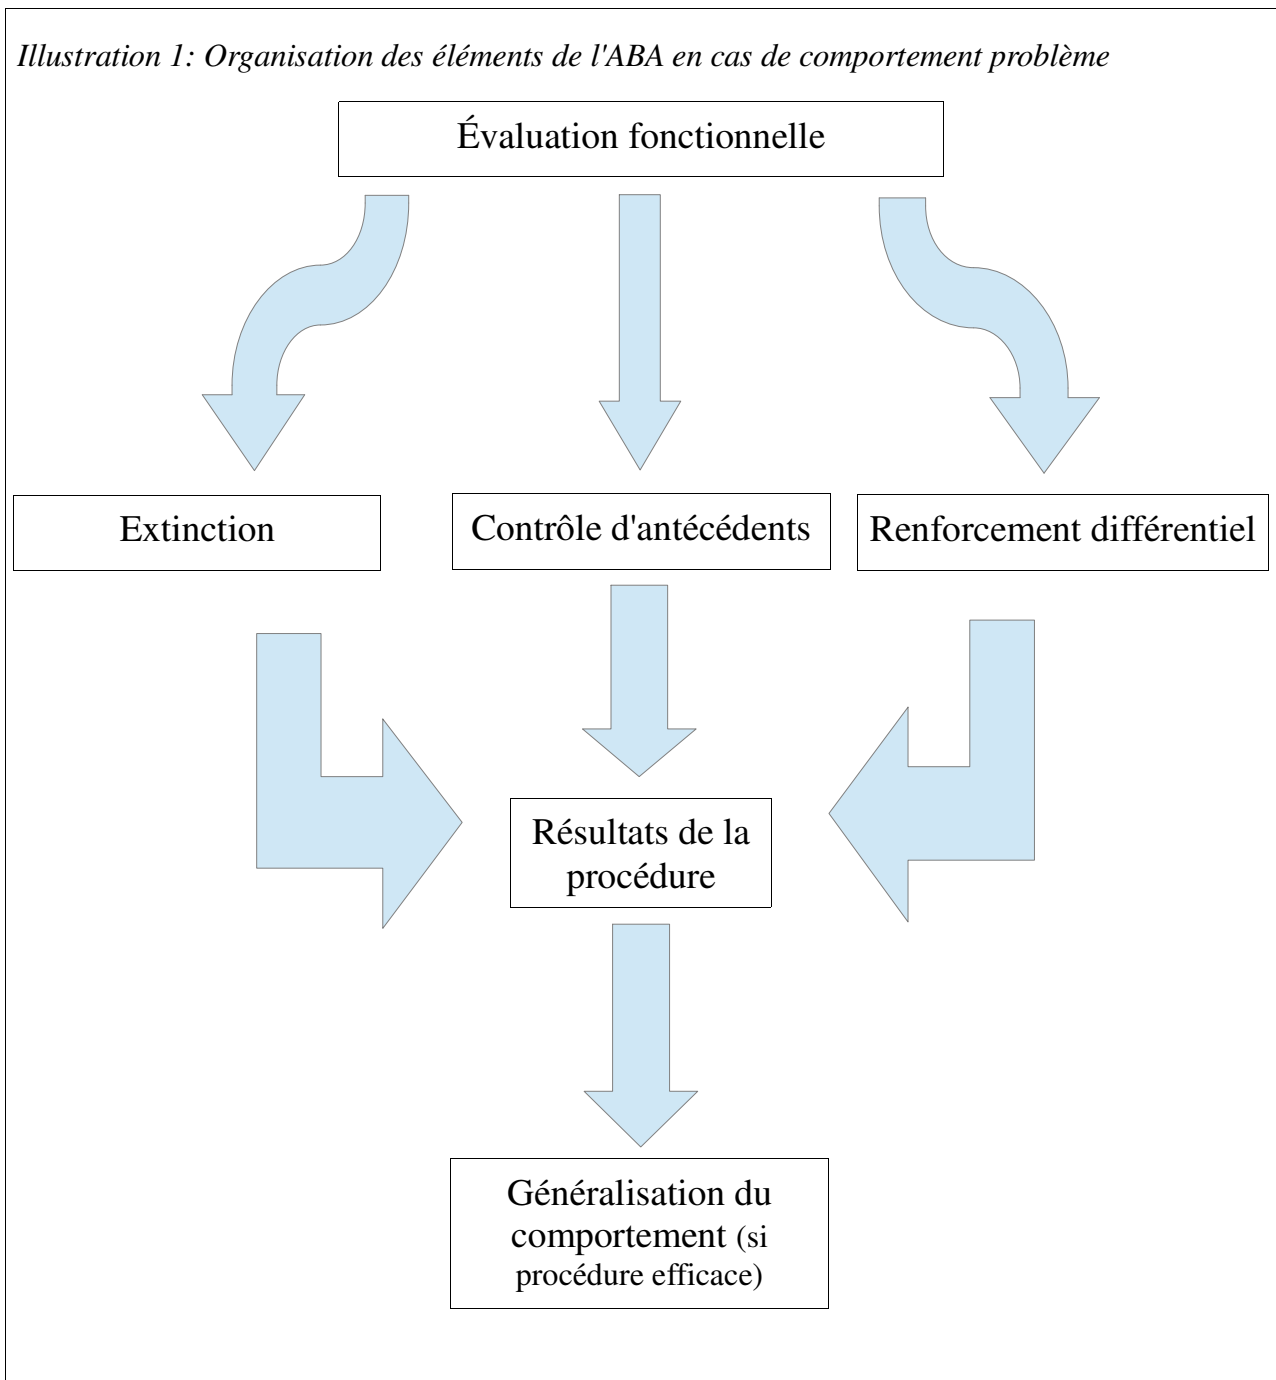 Illustration 1: Organisation des éléments de l'ABA en cas de comportement problème
Évaluation fonctionnelle
Extinction
Contrôle d'antécédents
Renforcement différentiel
Résultats de la
procédure
Généralisation du
comportement (si
procédure efficace)